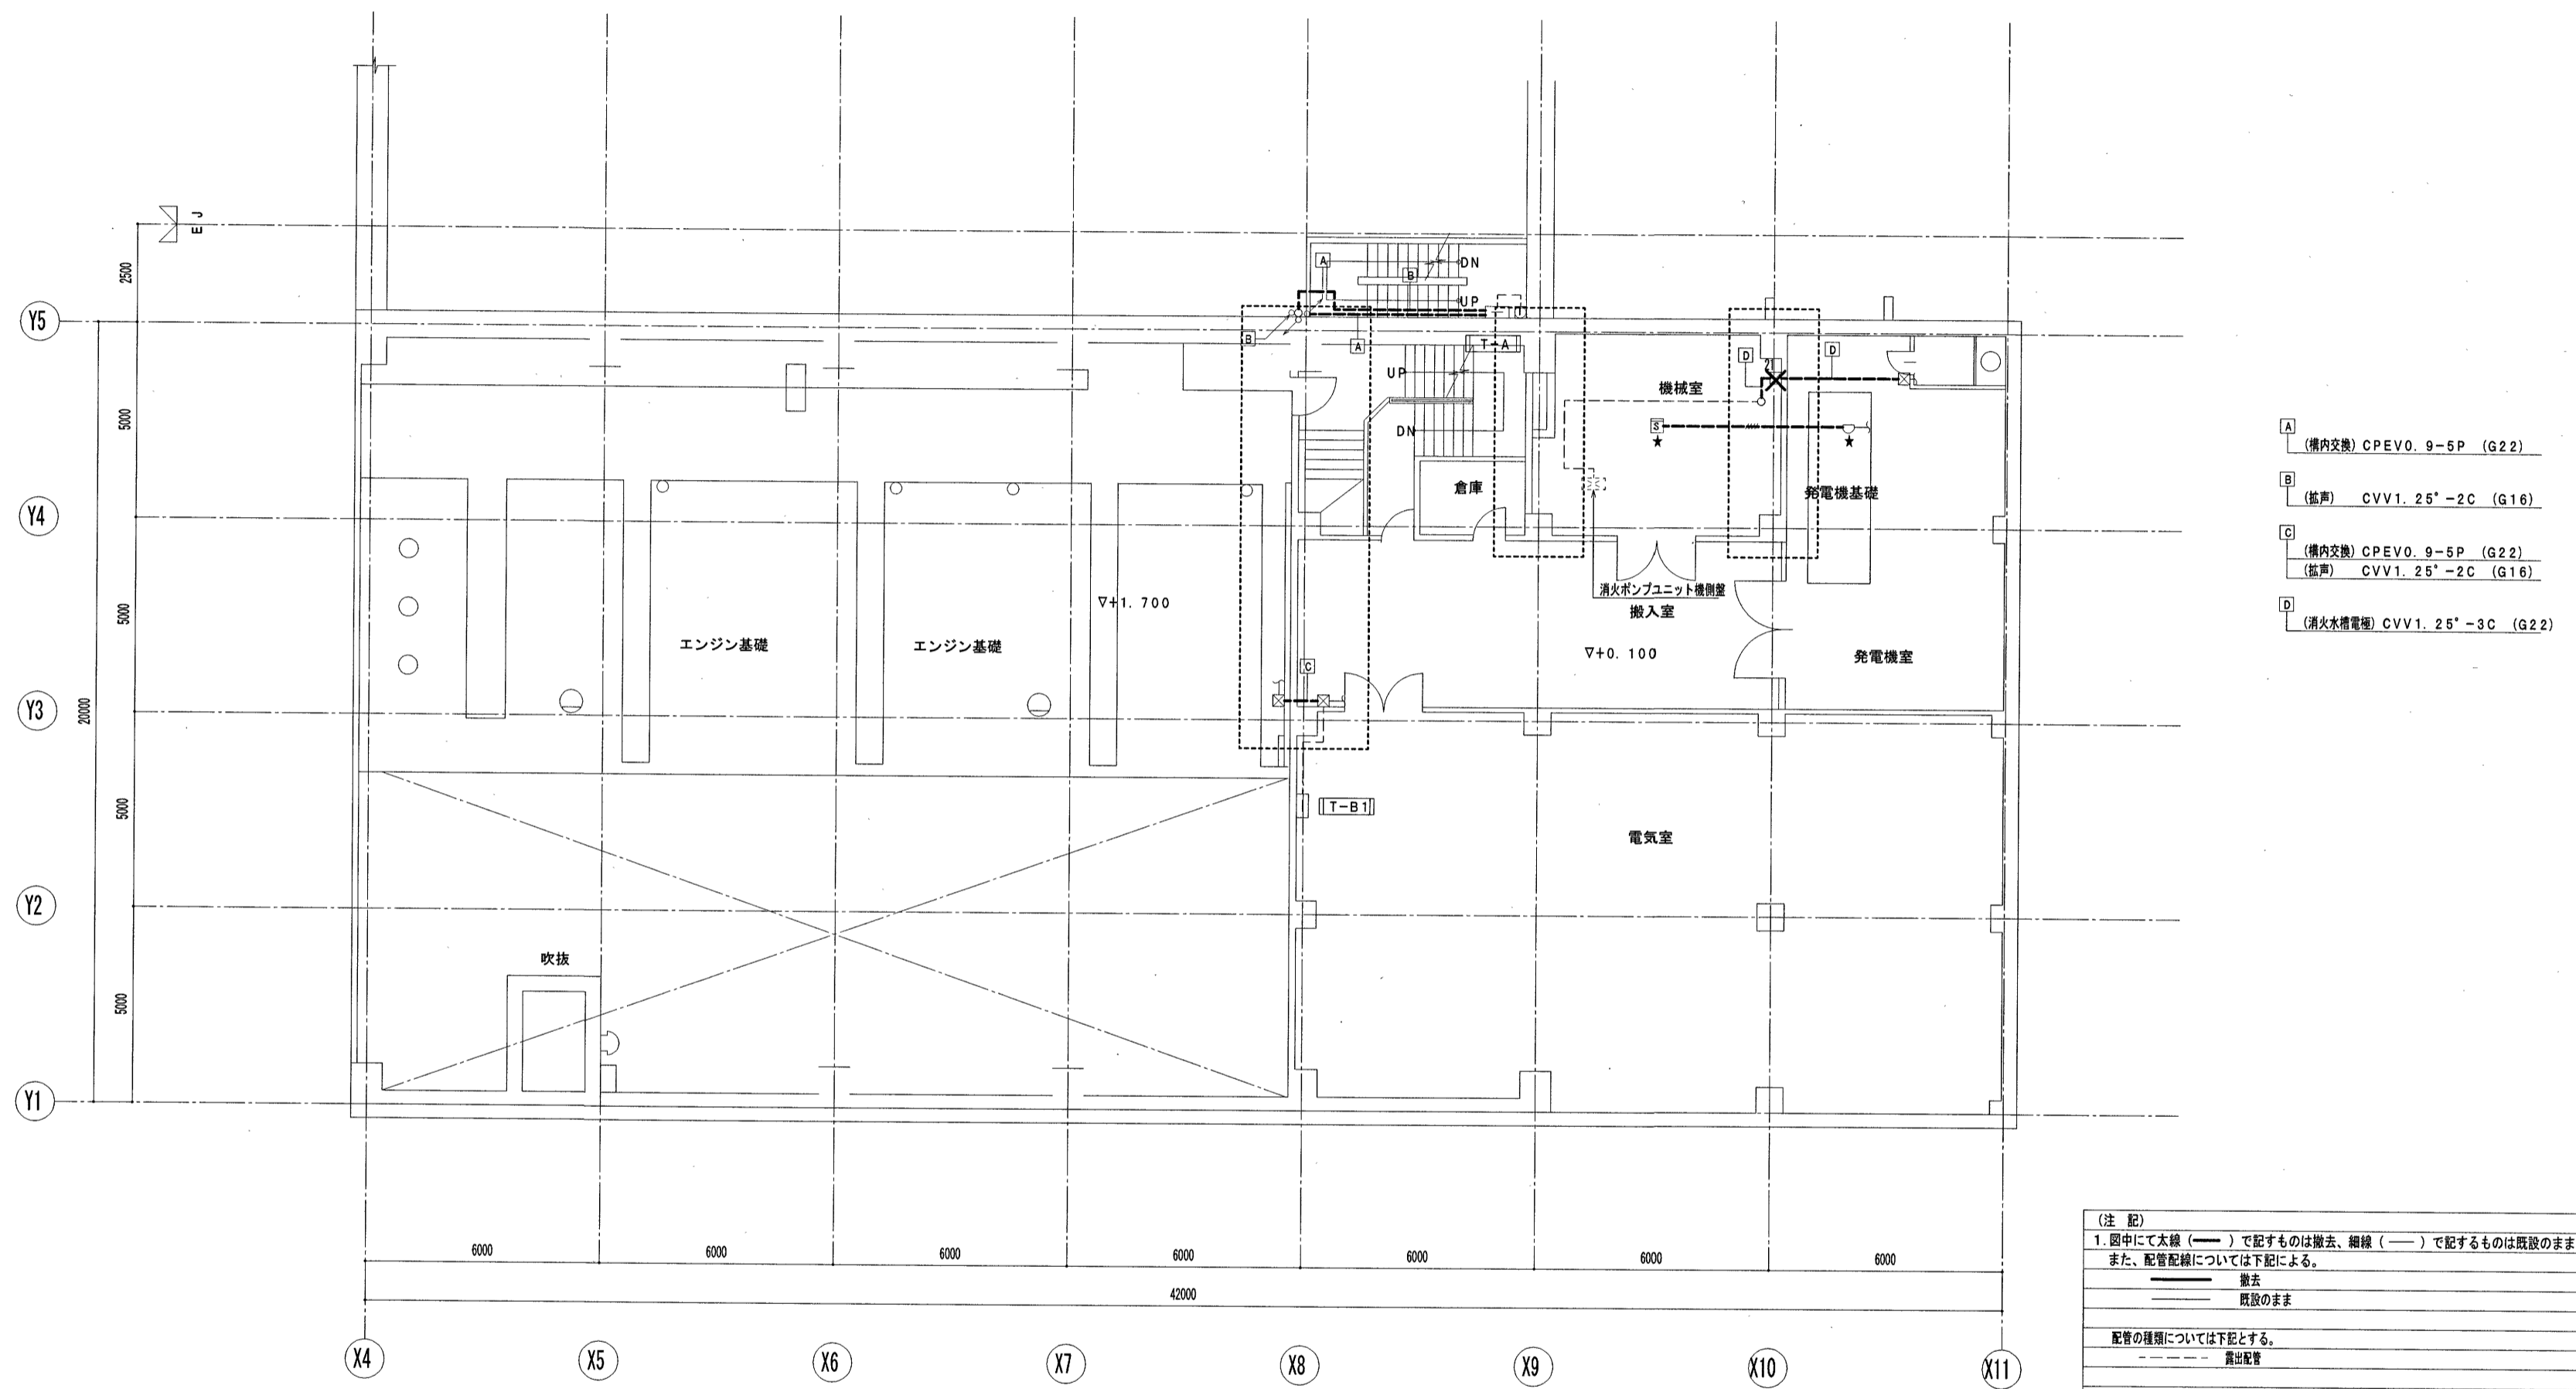 EJ
2500
5000
5000
5000
5000
20000
Y5
Y4
Y3
Y2
Y1
A
B
DN
UP
B
A
T-A
UP
DN
倉庫
機械室
D
21
D
S
★
★
発電機基礎
消火ポンプユニット機側盤
搬入室
▽+0.100
発電機室
▽+1.700
エンジン基礎
エンジン基礎
C
T-B1
電気室
吹抜
6000
6000
6000
6000
6000
6000
6000
42000
X4
X5
X6
X7
X8
X9
X10
X11
A
(構内交換) CPEV0.9-5P (G22)
B
(拡声) CVV1.25°-2C (G16)
C
(構内交換) CPEV0.9-5P (G22)
(拡声) CVV1.25°-2C (G16)
D
(消火水槽電極) CVV1.25°-3C (G22)
(注 記)
1.図中にて太線(━━)で記すものは撤去、細線(──)で記するものは既設のまま
また、配管配線については下記による。
撤去
既設のまま
配管の種類については下記とする。
露出配管